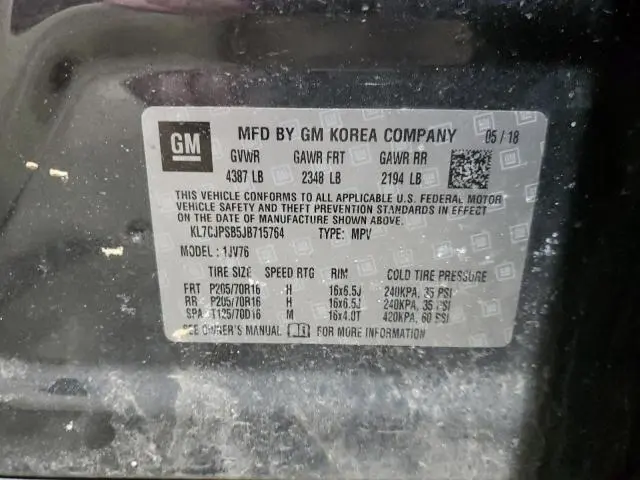 GM MFD BY GM KOREA COMPANY 05 / 18
GVWR GAWR FRT GAWR RR
4387 LB 2348 LB 2194 LB
THIS VEHICLE CONFORMS TO ALL APPLICABLE U.S. FEDERAL MOTOR
VEHICLE SAFETY AND THEFT PREVENTION STANDARDS IN EFFECT
ON THE DATE OF MANUFACTURE SHOWN ABOVE.
KL7CJPSB5JB715764 TYPE: MPV
MODEL: 1JV76
TIRE SIZE SPEED RTG RIM COLD TIRE PRESSURE
FRT P205/70R16 H 16x6.5J 240KPA, 35 PSI
RR P205/70R16 H 16x6.5J 240KPA, 35 PSI
SPA T125/70D16 M 16x4.0T 420KPA, 60 PSI
SEE OWNER'S MANUAL FOR MORE INFORMATION.